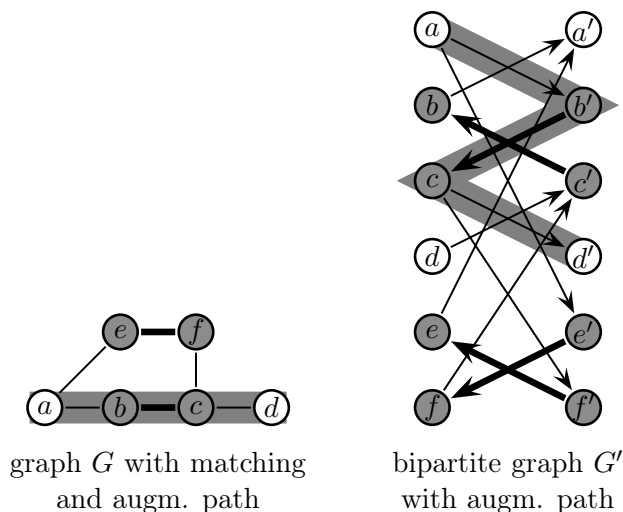 a
a′
b
b′
c
c′
d
d′
e
f
e
e′
a
b
c
d
f
f′
graph G with matching
and augm. path
bipartite graph G′
with augm. path